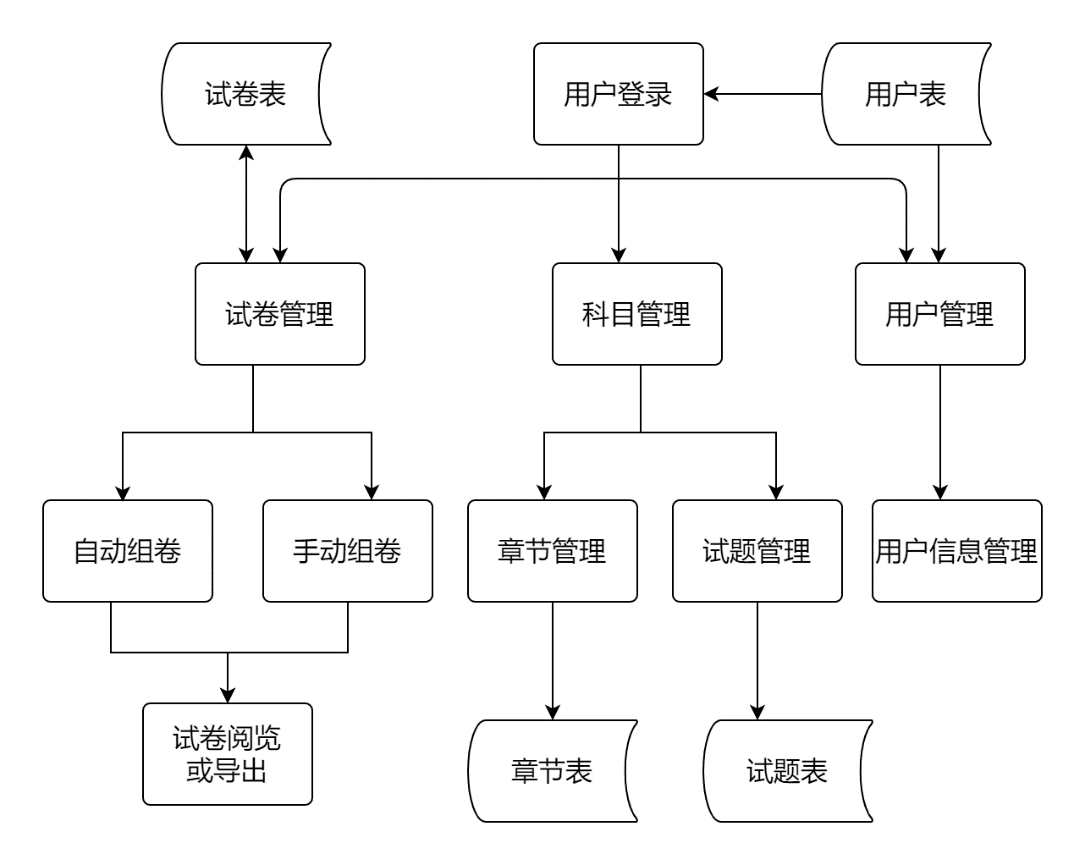 试卷表
用户登录
用户表
试卷管理
科目管理
用户管理
自动组卷
手动组卷
章节管理
试题管理
用户信息管理
试卷阅览
或导出
章节表
试题表